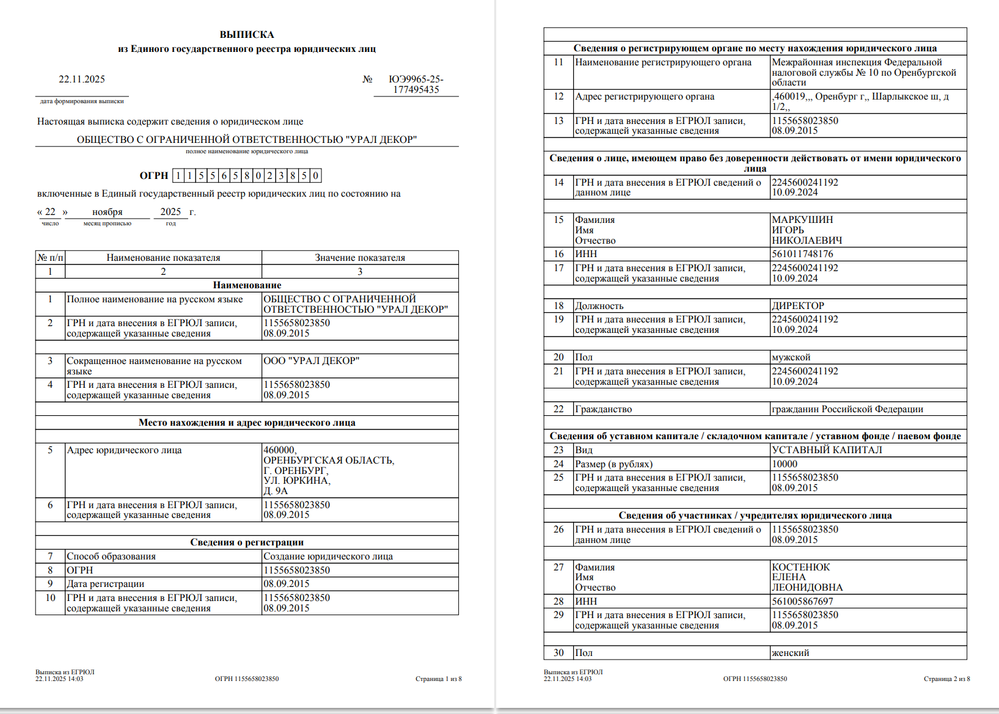 ВЫПИСКА
из Единого государственного реестра юридических лиц
22.11.2025 № ЮЭ9965-25-
177495435
дата формирования выписки
Настоящая выписка содержит сведения о юридическом лице
ОБЩЕСТВО С ОГРАНИЧЕННОЙ ОТВЕТСТВЕННОСТЬЮ "УРАЛ ДЕКОР"
полное наименование юридического лица
ОГРН 1 1 5 5 6 5 8 0 2 3 8 5 0
включенные в Единый государственный реестр юридических лиц по состоянию на
« 22 » ноября 2025 г.
число месяц прописью год
№ п/п Наименование показателя Значение показателя
1 2 3
Наименование
1 Полное наименование на русском языке ОБЩЕСТВО С ОГРАНИЧЕННОЙ
ОТВЕТСТВЕННОСТЬЮ "УРАЛ ДЕКОР"
2 ГРН и дата внесения в ЕГРЮЛ записи, 1155658023850
содержащей указанные сведения 08.09.2015
3 Сокращенное наименование на русском ООО "УРАЛ ДЕКОР"
языке
4 ГРН и дата внесения в ЕГРЮЛ записи, 1155658023850
содержащей указанные сведения 08.09.2015
Место нахождения и адрес юридического лица
5 Адрес юридического лица 460000,
ОРЕНБУРГСКАЯ ОБЛАСТЬ,
Г. ОРЕНБУРГ,
УЛ. ЮРКИНА,
Д. 9А
6 ГРН и дата внесения в ЕГРЮЛ записи, 1155658023850
содержащей указанные сведения 08.09.2015
Сведения о регистрации
7 Способ образования Создание юридического лица
8 ОГРН 1155658023850
9 Дата регистрации 08.09.2015
10 ГРН и дата внесения в ЕГРЮЛ записи, 1155658023850
содержащей указанные сведения 08.09.2015
Выписка из ЕГРЮЛ
22.11.2025 14:03 ОГРН 1155658023850 Страница 1 из 8
Сведения о регистрирующем органе по месту нахождения юридического лица
11 Наименование регистрирующего органа Межрайонная инспекция Федеральной
налоговой службы № 10 по Оренбургской
области
12 Адрес регистрирующего органа ,460019,,, Оренбург г,, Шарлыкское ш, д
1/2,,
13 ГРН и дата внесения в ЕГРЮЛ записи, 1155658023850
содержащей указанные сведения 08.09.2015
Сведения о лице, имеющем право без доверенности действовать от имени юридического
лица
14 ГРН и дата внесения в ЕГРЮЛ сведений о 2245600241192
данном лице 10.09.2024
15 Фамилия МАРКУШИН
Имя ИГОРЬ
Отчество НИКОЛАЕВИЧ
16 ИНН 561011748176
17 ГРН и дата внесения в ЕГРЮЛ записи, 2245600241192
содержащей указанные сведения 10.09.2024
18 Должность ДИРЕКТОР
19 ГРН и дата внесения в ЕГРЮЛ записи, 2245600241192
содержащей указанные сведения 10.09.2024
20 Пол мужской
21 ГРН и дата внесения в ЕГРЮЛ записи, 2245600241192
содержащей указанные сведения 10.09.2024
22 Гражданство гражданин Российской Федерации
Сведения об уставном капитале / складочном капитале / уставном фонде / паевом фонде
23 Вид УСТАВНЫЙ КАПИТАЛ
24 Размер (в рублях) 10000
25 ГРН и дата внесения в ЕГРЮЛ записи, 1155658023850
содержащей указанные сведения 08.09.2015
Сведения об участниках / учредителях юридического лица
26 ГРН и дата внесения в ЕГРЮЛ сведений о 1155658023850
данном лице 08.09.2015
27 Фамилия КОСТЕНЮК
Имя ЕЛЕНА
Отчество ЛЕОНИДОВНА
28 ИНН 561005867697
29 ГРН и дата внесения в ЕГРЮЛ записи, 1155658023850
содержащей указанные сведения 08.09.2015
30 Пол женский
Выписка из ЕГРЮЛ
22.11.2025 14:03 ОГРН 1155658023850 Страница 2 из 8